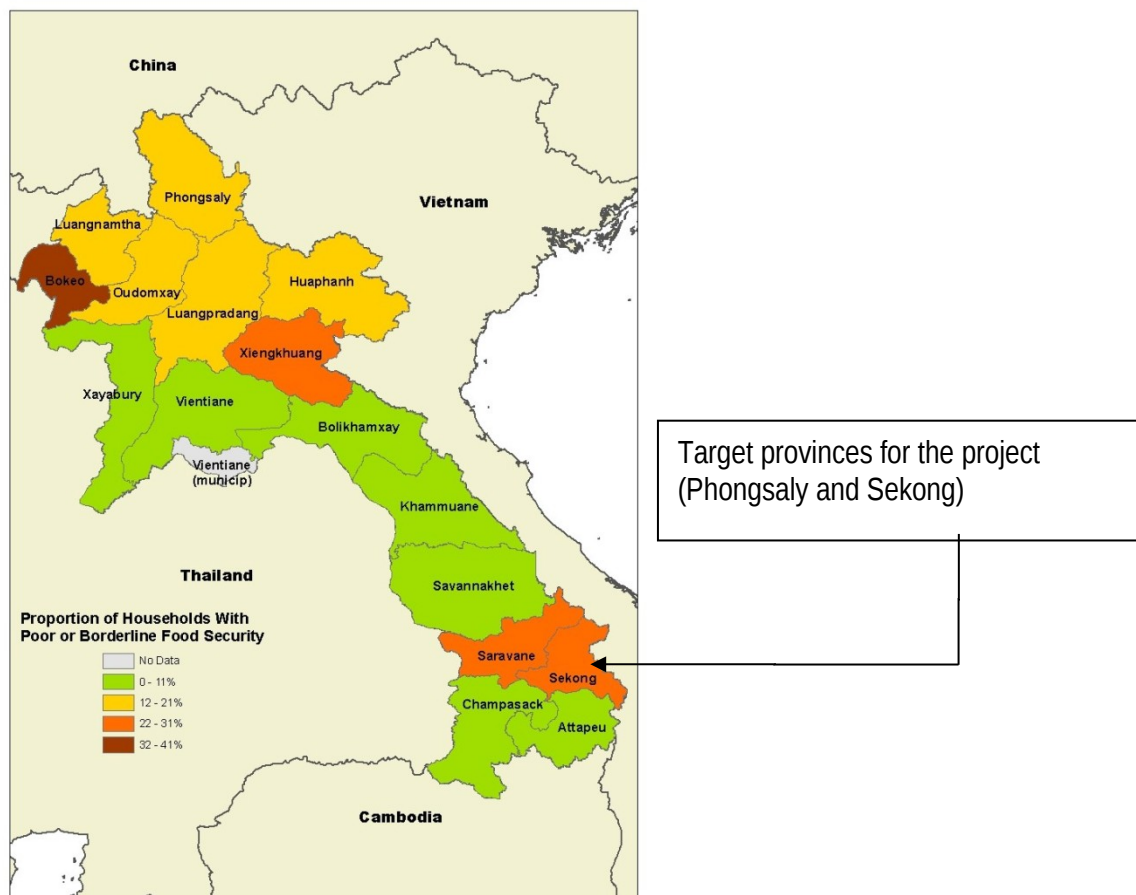 China
Vietnam
Phongsaly
Luangnamtha
Bokeo
Oudomxay
Huaphanh
Luangpradang
Xiengkhuang
Xayabury
Vientiane
Bolikhamxay
Vientiane
(municip)
Khammuane
Thailand
Savannakhet
Saravane
Sekong
Champasack
Attapeu
Cambodia
Proportion of Households With
Poor or Borderline Food Security
No Data
0 - 11%
12 - 21%
22 - 31%
32 - 41%
Target provinces for the project
(Phongsaly and Sekong)